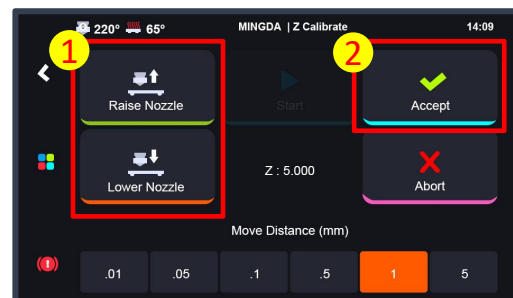 220° 65° MINGDA | Z Calibrate 14:09
1
2
Raise Nozzle
Start
Accept
Lower Nozzle
Z : 5.000
Abort
Move Distance (mm)
.01 .05 .1 .5 1 5